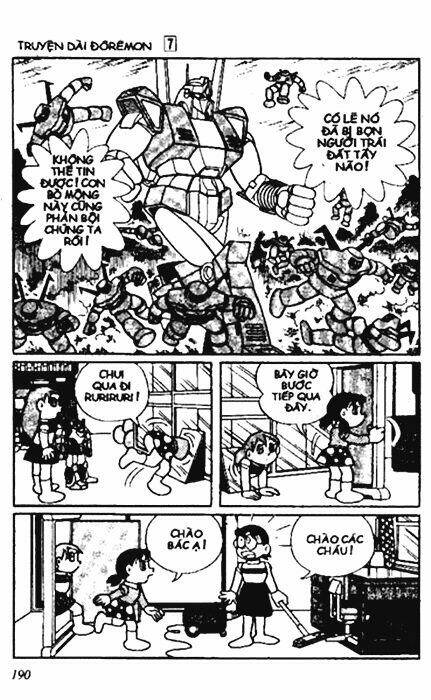 TRUYỆN DÀI ĐÔRÊMON 7
CÓ LẼ NÓ
ĐÃ BỊ BỌN
NGƯỜI TRÁI
ĐẤT TẨY
NÃO!
KHÔNG
THỂ TIN
ĐƯỢC! CON
BỌ MỘNG
NÀY CŨNG
PHẢN BỘI
CHÚNG TA
RỒI!
CHUI
QUA ĐI
RURIRURI!
BÂY GIỜ
BƯỚC
TIẾP QUA
ĐÂY.
CHÀO
BÁC Ạ!
CHÀO CÁC
CHÁU!
190